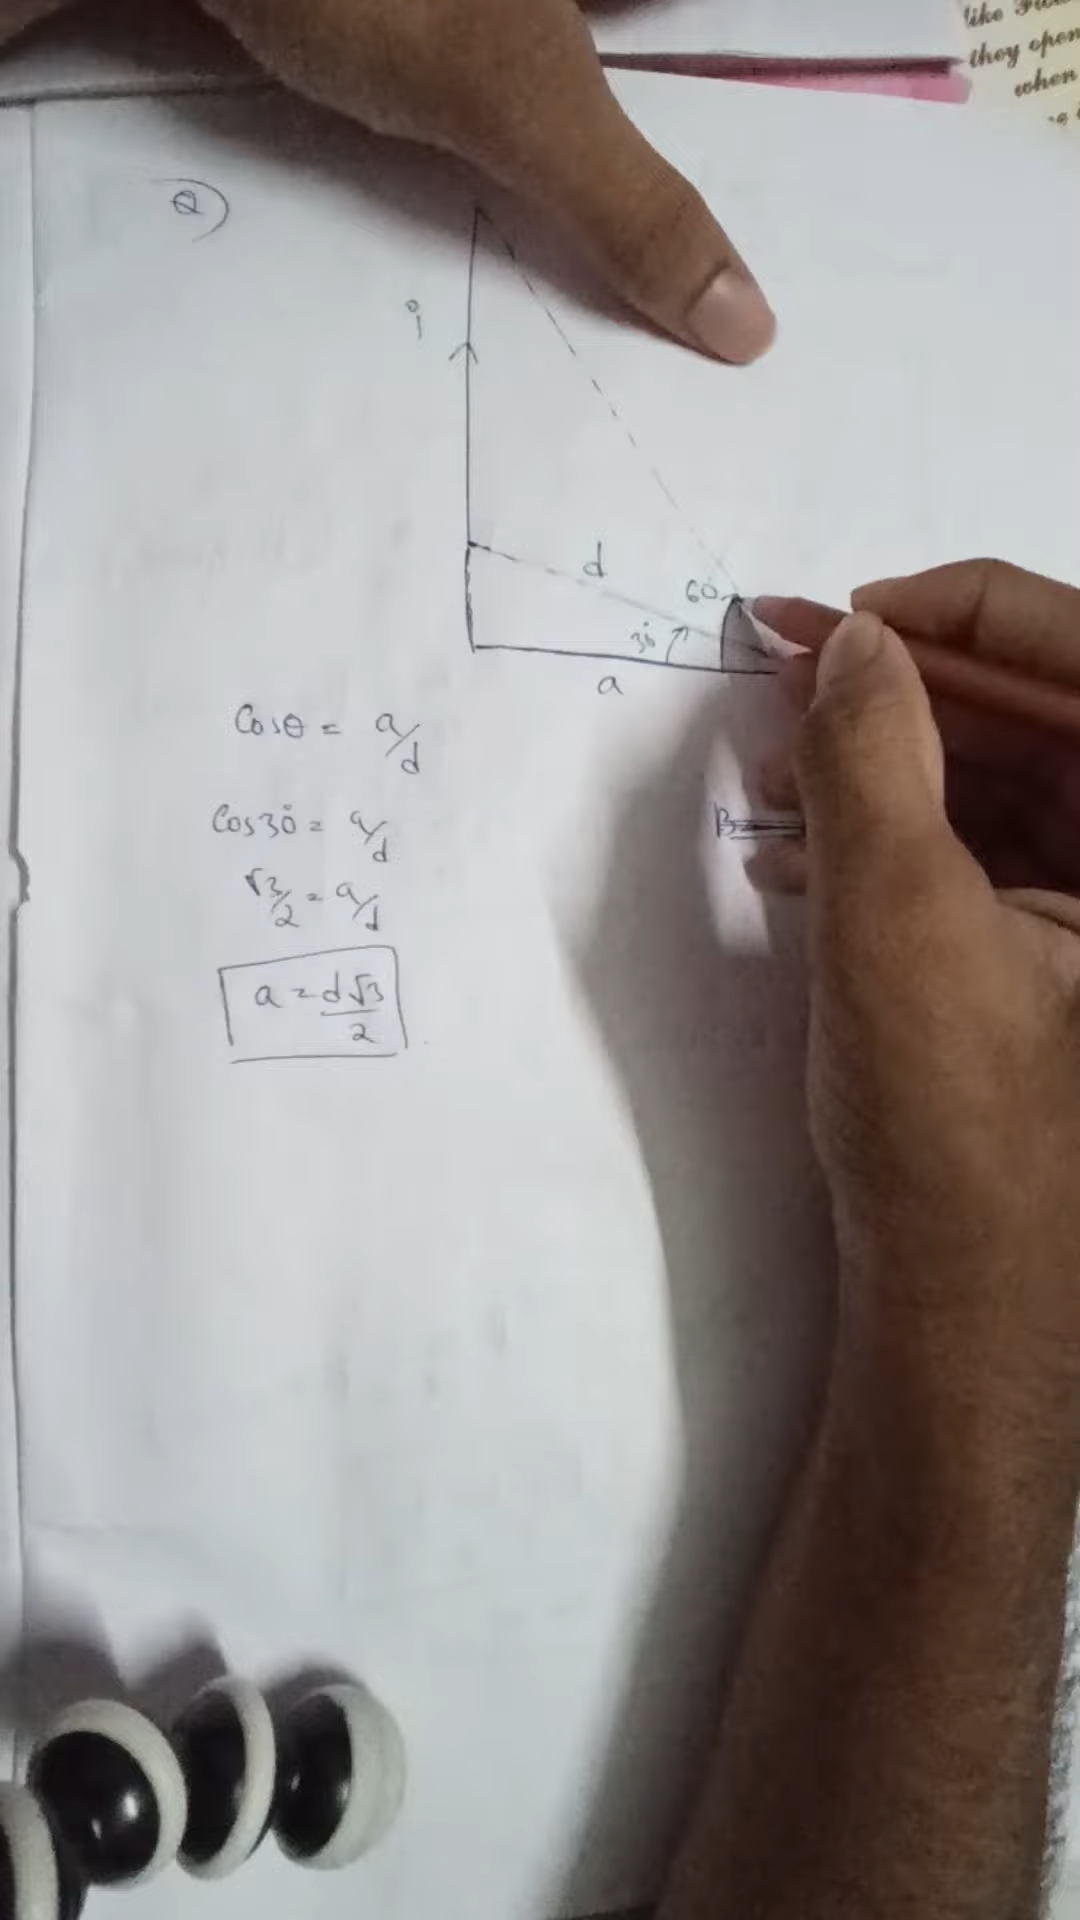 like
they open
when
2)
i
d
60°
30°
a
Cosθ = a/d
Cos30° = a/d
√3/2 = a/d
B=
a = d√3/2